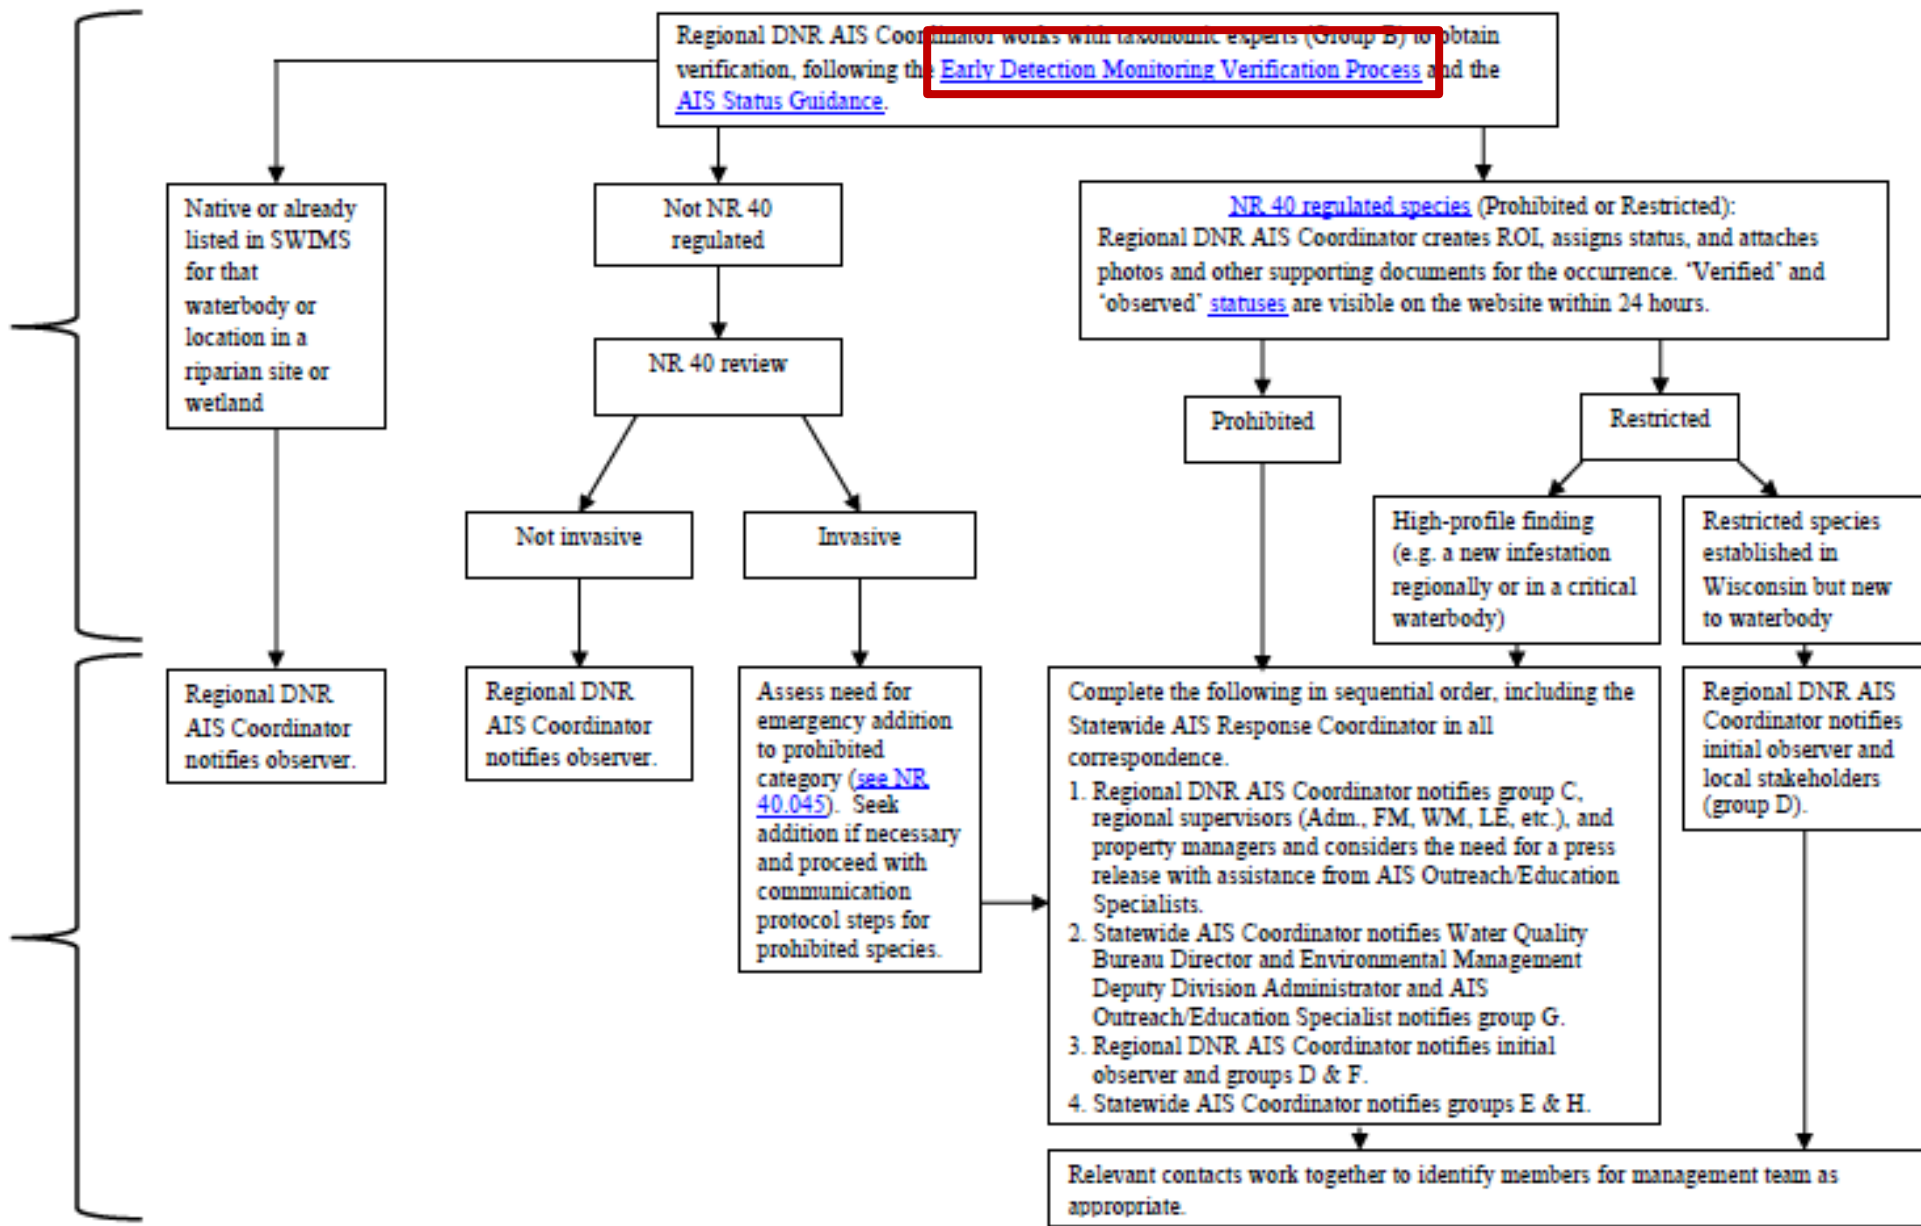 Regional DNR AIS Coordinator works with taxonomic experts (Group B) to obtain
verification, following the Early Detection Monitoring Verification Process and the
AIS Status Guidance.
Native or already
listed in SWIMS
for that
waterbody or
location in a
riparian site or
wetland
Not NR 40
regulated
NR 40 regulated species (Prohibited or Restricted):
Regional DNR AIS Coordinator creates ROI, assigns status, and attaches
photos and other supporting documents for the occurrence. "Verified" and
"observed" statuses are visible on the website within 24 hours.
NR 40 review
Prohibited
Restricted
Not invasive
Invasive
High-profile finding
(e.g. a new infestation
regionally or in a critical
waterbody)
Restricted species
established in
Wisconsin but new
to waterbody
Regional DNR
AIS Coordinator
notifies observer.
Regional DNR
AIS Coordinator
notifies observer.
Assess need for
emergency addition
to prohibited
category (see NR
40.045). Seek
addition if necessary
and proceed with
communication
protocol steps for
prohibited species.
Complete the following in sequential order, including the
Statewide AIS Response Coordinator in all
correspondence.
1. Regional DNR AIS Coordinator notifies group C,
regional supervisors (Adm., FM, WM, LE, etc.), and
property managers and considers the need for a press
release with assistance from AIS Outreach/Education
Specialists.
2. Statewide AIS Coordinator notifies Water Quality
Bureau Director and Environmental Management
Deputy Division Administrator and AIS
Outreach/Education Specialist notifies group G.
3. Regional DNR AIS Coordinator notifies initial
observer and groups D & F.
4. Statewide AIS Coordinator notifies groups E & H.
Regional DNR AIS
Coordinator notifies
initial observer and
local stakeholders
(group D).
Relevant contacts work together to identify members for management team as
appropriate.